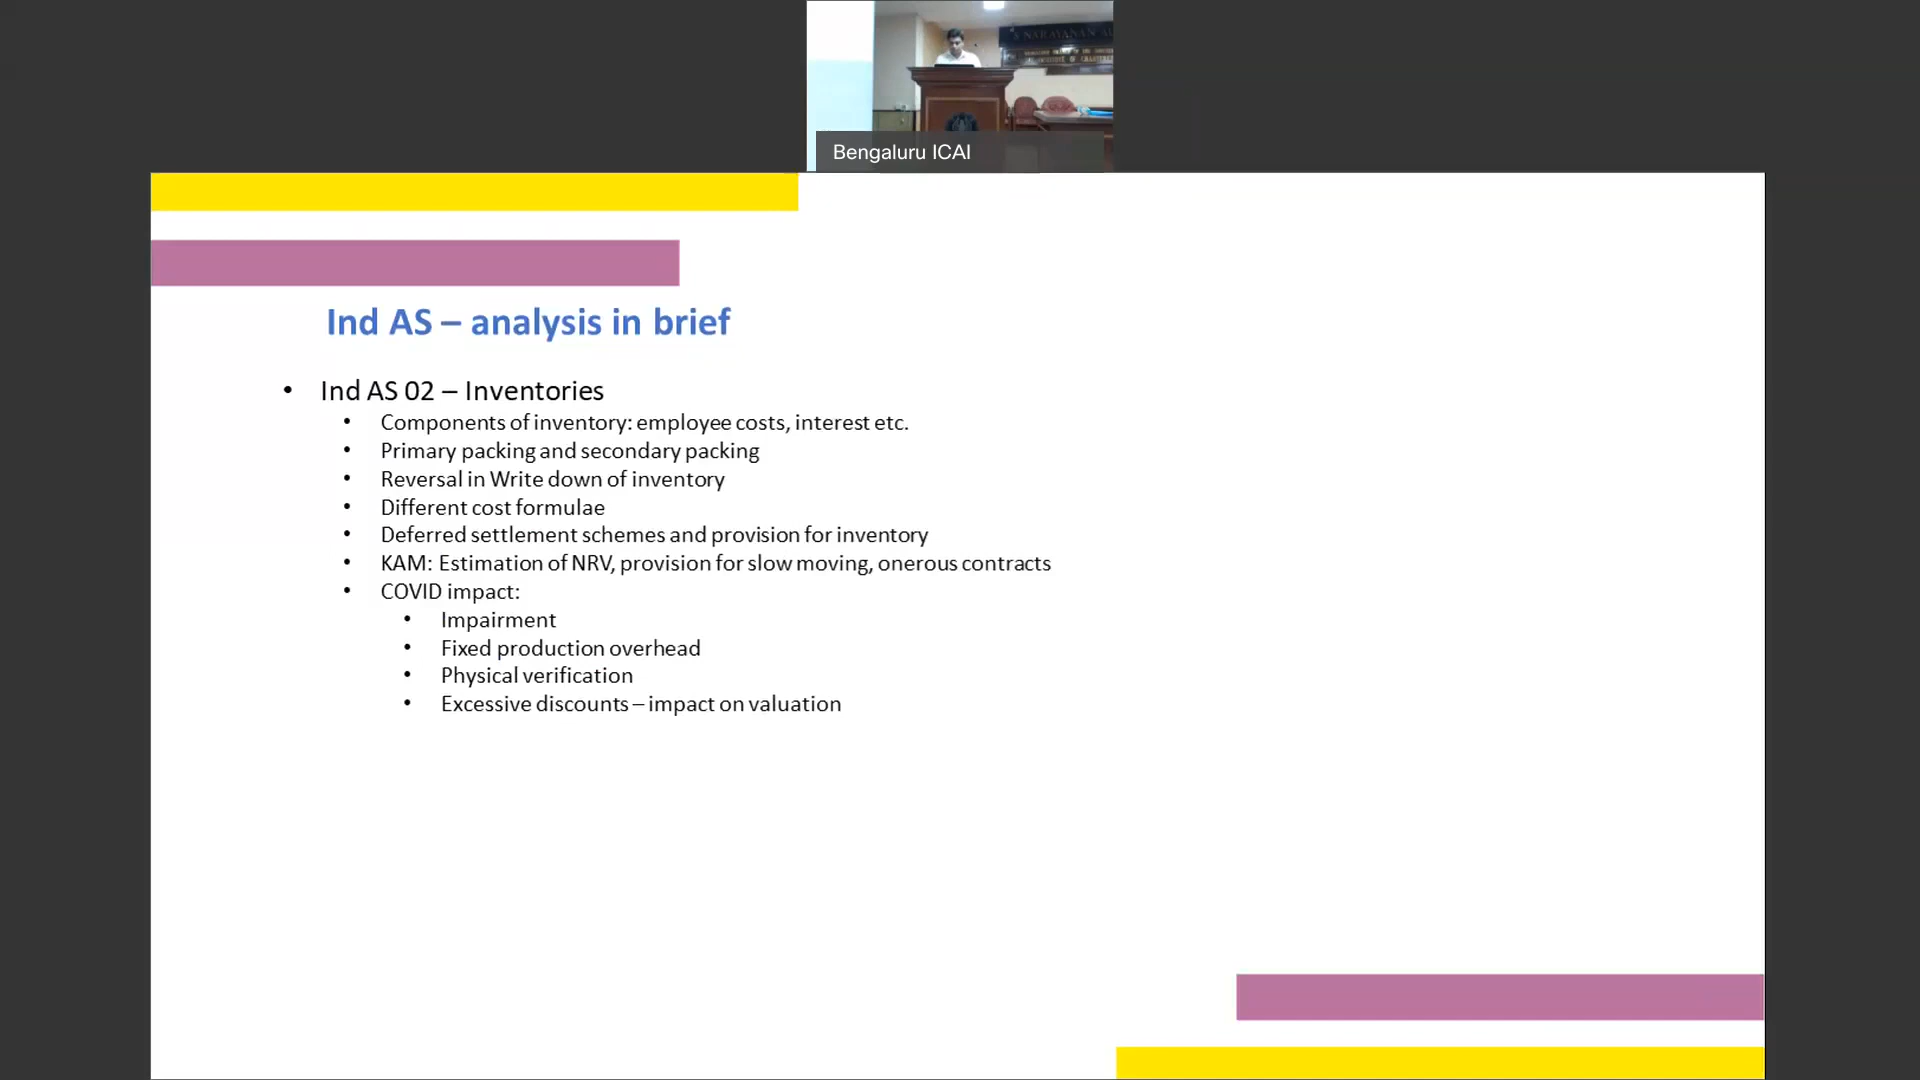 S NARAYANAN AU
Bengaluru ICAI
Ind AS – analysis in brief
• Ind AS 02 – Inventories
• Components of inventory: employee costs, interest etc.
• Primary packing and secondary packing
• Reversal in Write down of inventory
• Different cost formulae
• Deferred settlement schemes and provision for inventory
• KAM: Estimation of NRV, provision for slow moving, onerous contracts
• COVID impact:
• Impairment
• Fixed production overhead
• Physical verification
• Excessive discounts – impact on valuation